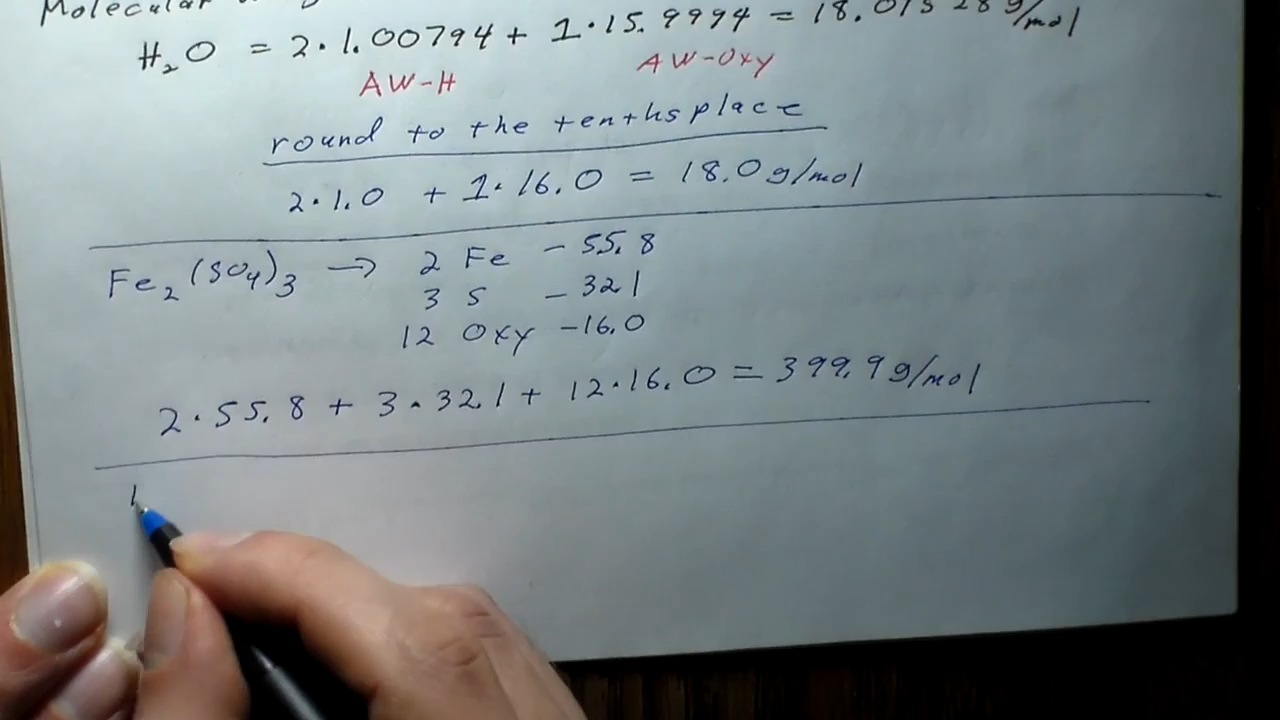 Molecular
H₂O = 2·1.00794 + 1·15.9994 = 18.01528 g/mol
AW-H AW-Oxy
round to the tenths place
2·1.0 + 1·16.0 = 18.0 g/mol
Fe₂(SO₄)₃ → 2 Fe - 55.8
3 S - 32.1
12 Oxy - 16.0
2·55.8 + 3·32.1 + 12·16.0 = 399.9 g/mol